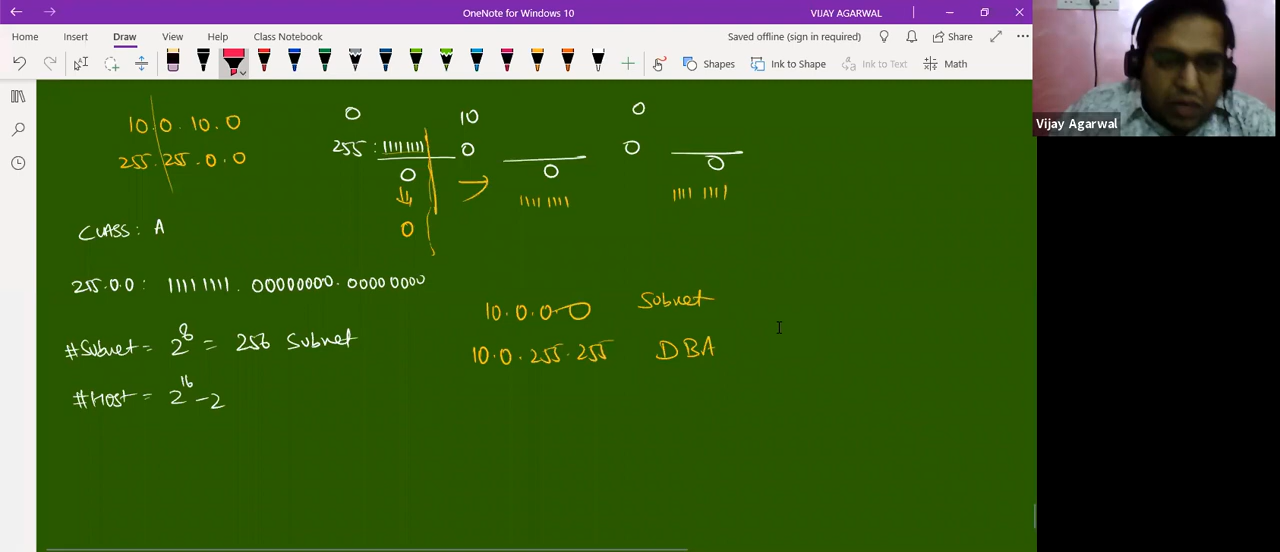 OneNote for Windows 10
VIJAY AGARWAL
Home Insert Draw View Help Class Notebook
Saved offline (sign in required) Share
Shapes Ink to Shape Ink to Text Math
Vijay Agarwal
10.0.10.0
255.255.0.0
0 10 0
255: 11111111 0 0
0 0 0
11111111 1111 1111
0
CLASS: A
255.0.0: 11111111. 00000000. 00000000
#Subnet = 2^8 = 256 Subnet
#Host = 2^16 - 2
10.0.0.0 Subnet
10.0.255.255 DBA